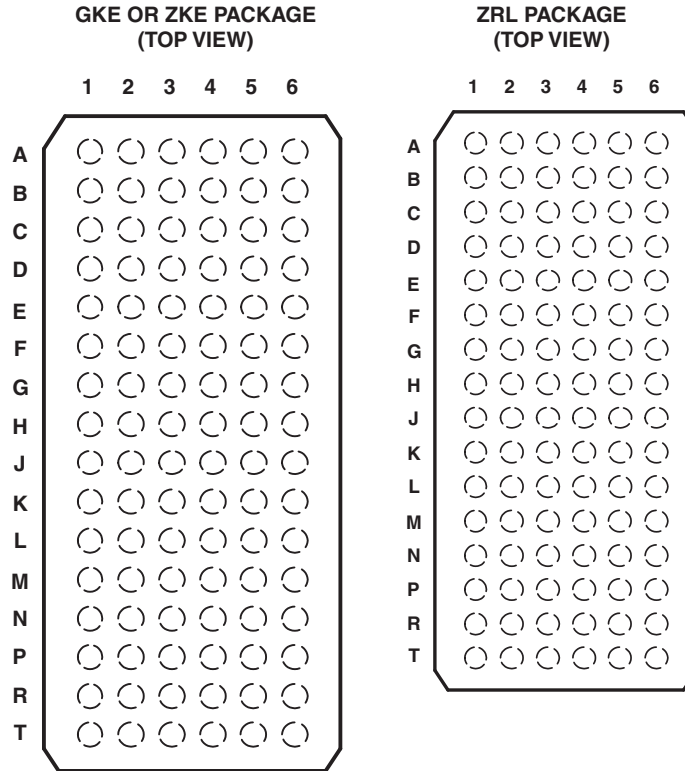 GKE OR ZKE PACKAGE
(TOP VIEW)
1 2 3 4 5 6
A
B
C
D
E
F
G
H
J
K
L
M
N
P
R
T
ZRL PACKAGE
(TOP VIEW)
1 2 3 4 5 6
A
B
C
D
E
F
G
H
J
K
L
M
N
P
R
T